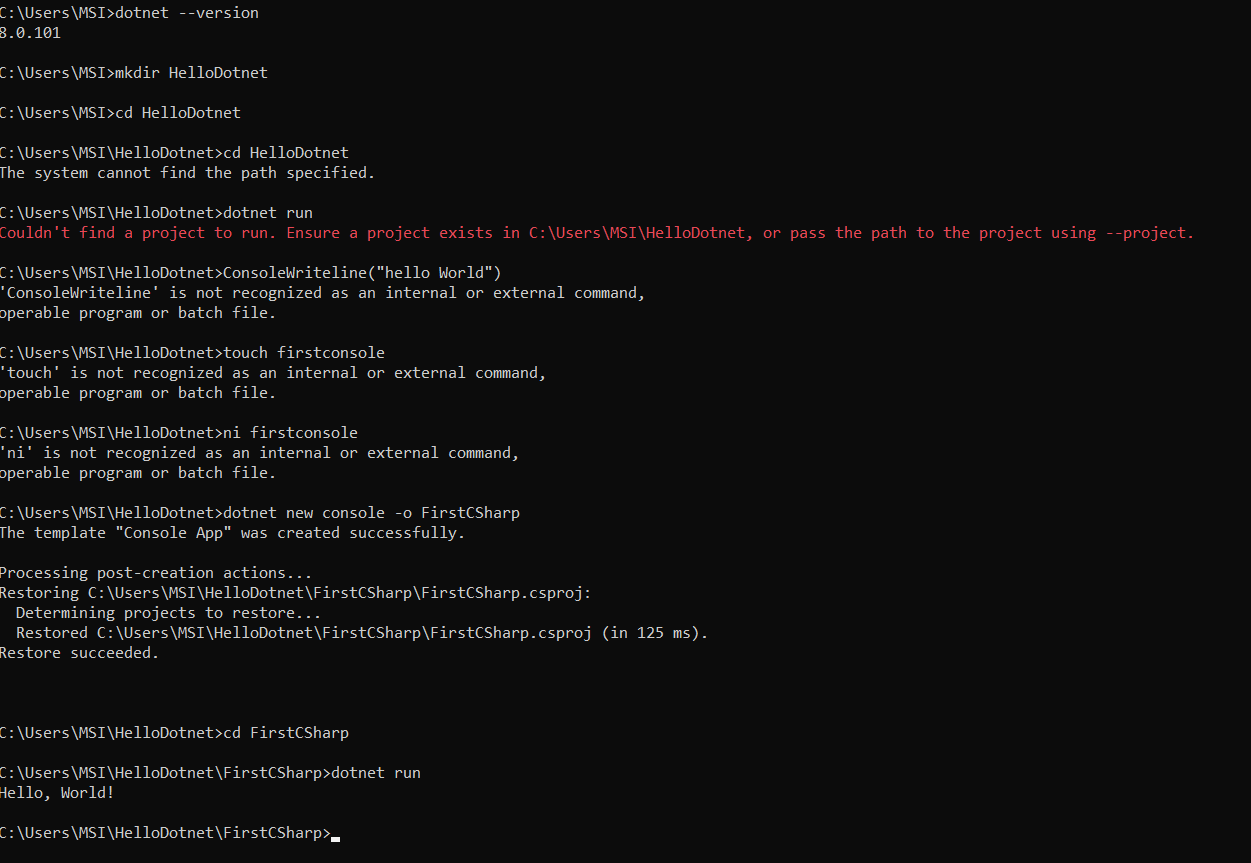 C:\Users\MSI>dotnet --version
8.0.101
C:\Users\MSI>mkdir HelloDotnet
C:\Users\MSI>cd HelloDotnet
C:\Users\MSI\HelloDotnet>cd HelloDotnet
The system cannot find the path specified.
C:\Users\MSI\HelloDotnet>dotnet run
Couldn't find a project to run. Ensure a project exists in C:\Users\MSI\HelloDotnet, or pass the path to the project using --project.
C:\Users\MSI\HelloDotnet>ConsoleWriteline("hello World")
'ConsoleWriteline' is not recognized as an internal or external command,
operable program or batch file.
C:\Users\MSI\HelloDotnet>touch firstconsole
'touch' is not recognized as an internal or external command,
operable program or batch file.
C:\Users\MSI\HelloDotnet>ni firstconsole
'ni' is not recognized as an internal or external command,
operable program or batch file.
C:\Users\MSI\HelloDotnet>dotnet new console -o FirstCSharp
The template "Console App" was created successfully.
Processing post-creation actions...
Restoring C:\Users\MSI\HelloDotnet\FirstCSharp\FirstCSharp.csproj:
  Determining projects to restore...
  Restored C:\Users\MSI\HelloDotnet\FirstCSharp\FirstCSharp.csproj (in 125 ms).
Restore succeeded.
C:\Users\MSI\HelloDotnet>cd FirstCSharp
C:\Users\MSI\HelloDotnet\FirstCSharp>dotnet run
Hello, World!
C:\Users\MSI\HelloDotnet\FirstCSharp>